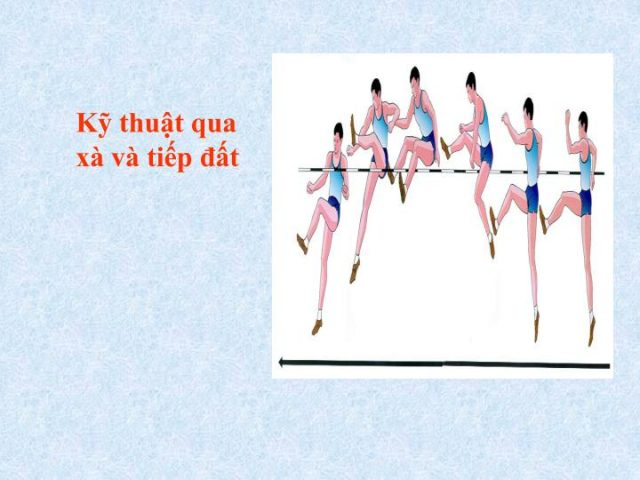 Kỹ thuật qua
xà và tiếp đất